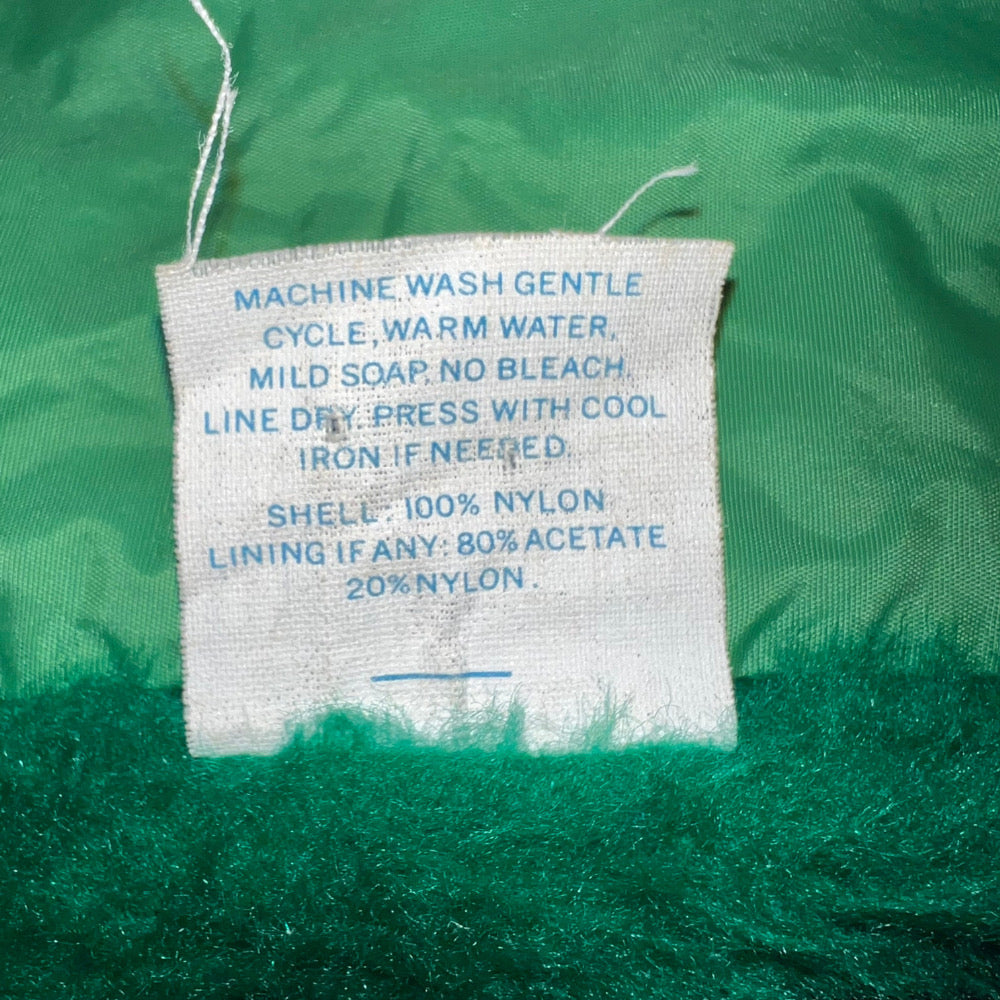 MACHINE WASH GENTLE
CYCLE, WARM WATER,
MILD SOAP, NO BLEACH,
LINE DRY. PRESS WITH COOL
IRON IF NEEDED.
SHELL: 100% NYLON
LINING IF ANY: 80% ACETATE
20% NYLON.